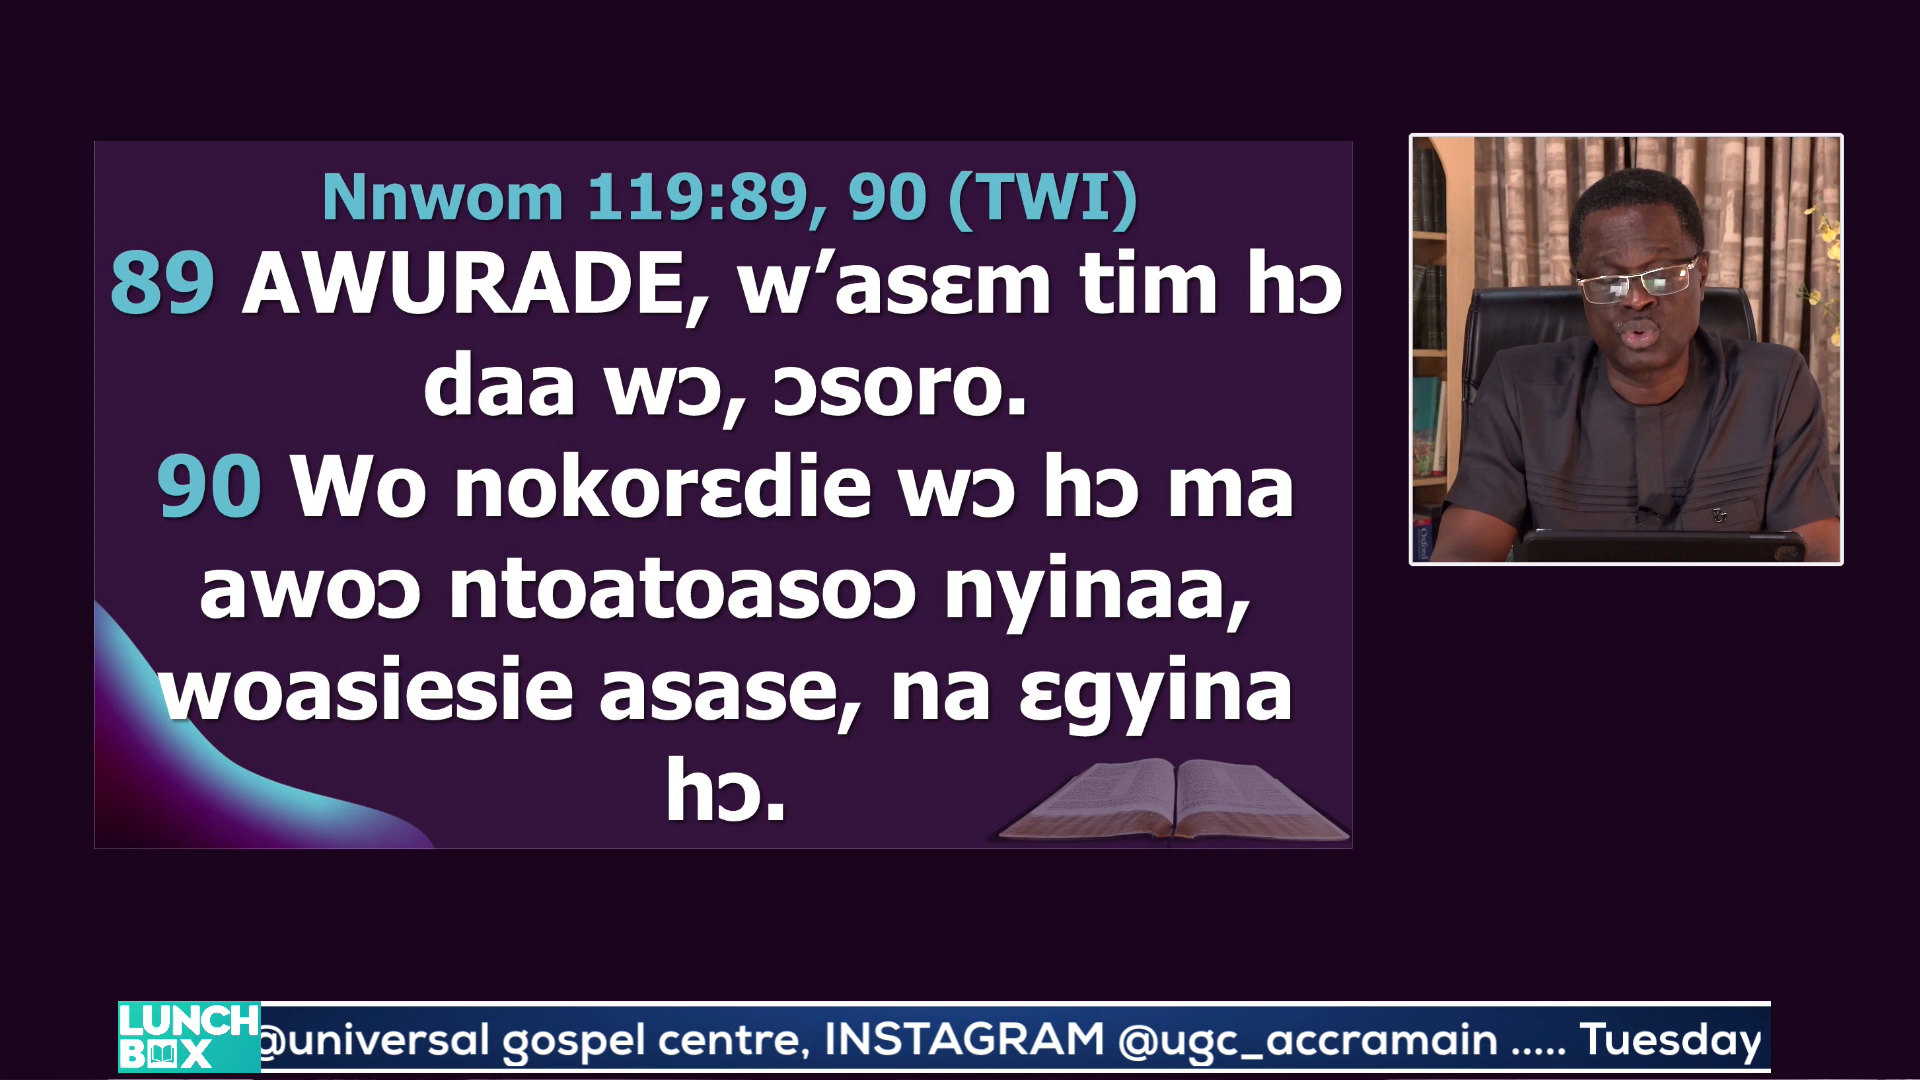 Nnwom 119:89, 90 (TWI)
89 AWURADE, w’asɛm tim hɔ
daa wɔ, ɔsoro.
90 Wo nokorɛdie wɔ hɔ ma
awoɔ ntoatoasoɔ nyinaa,
woasiesie asase, na ɛgyina
hɔ.
Oxford
LUNCH
BOX
@universal gospel centre, INSTAGRAM @ugc_accramain ..... Tuesday